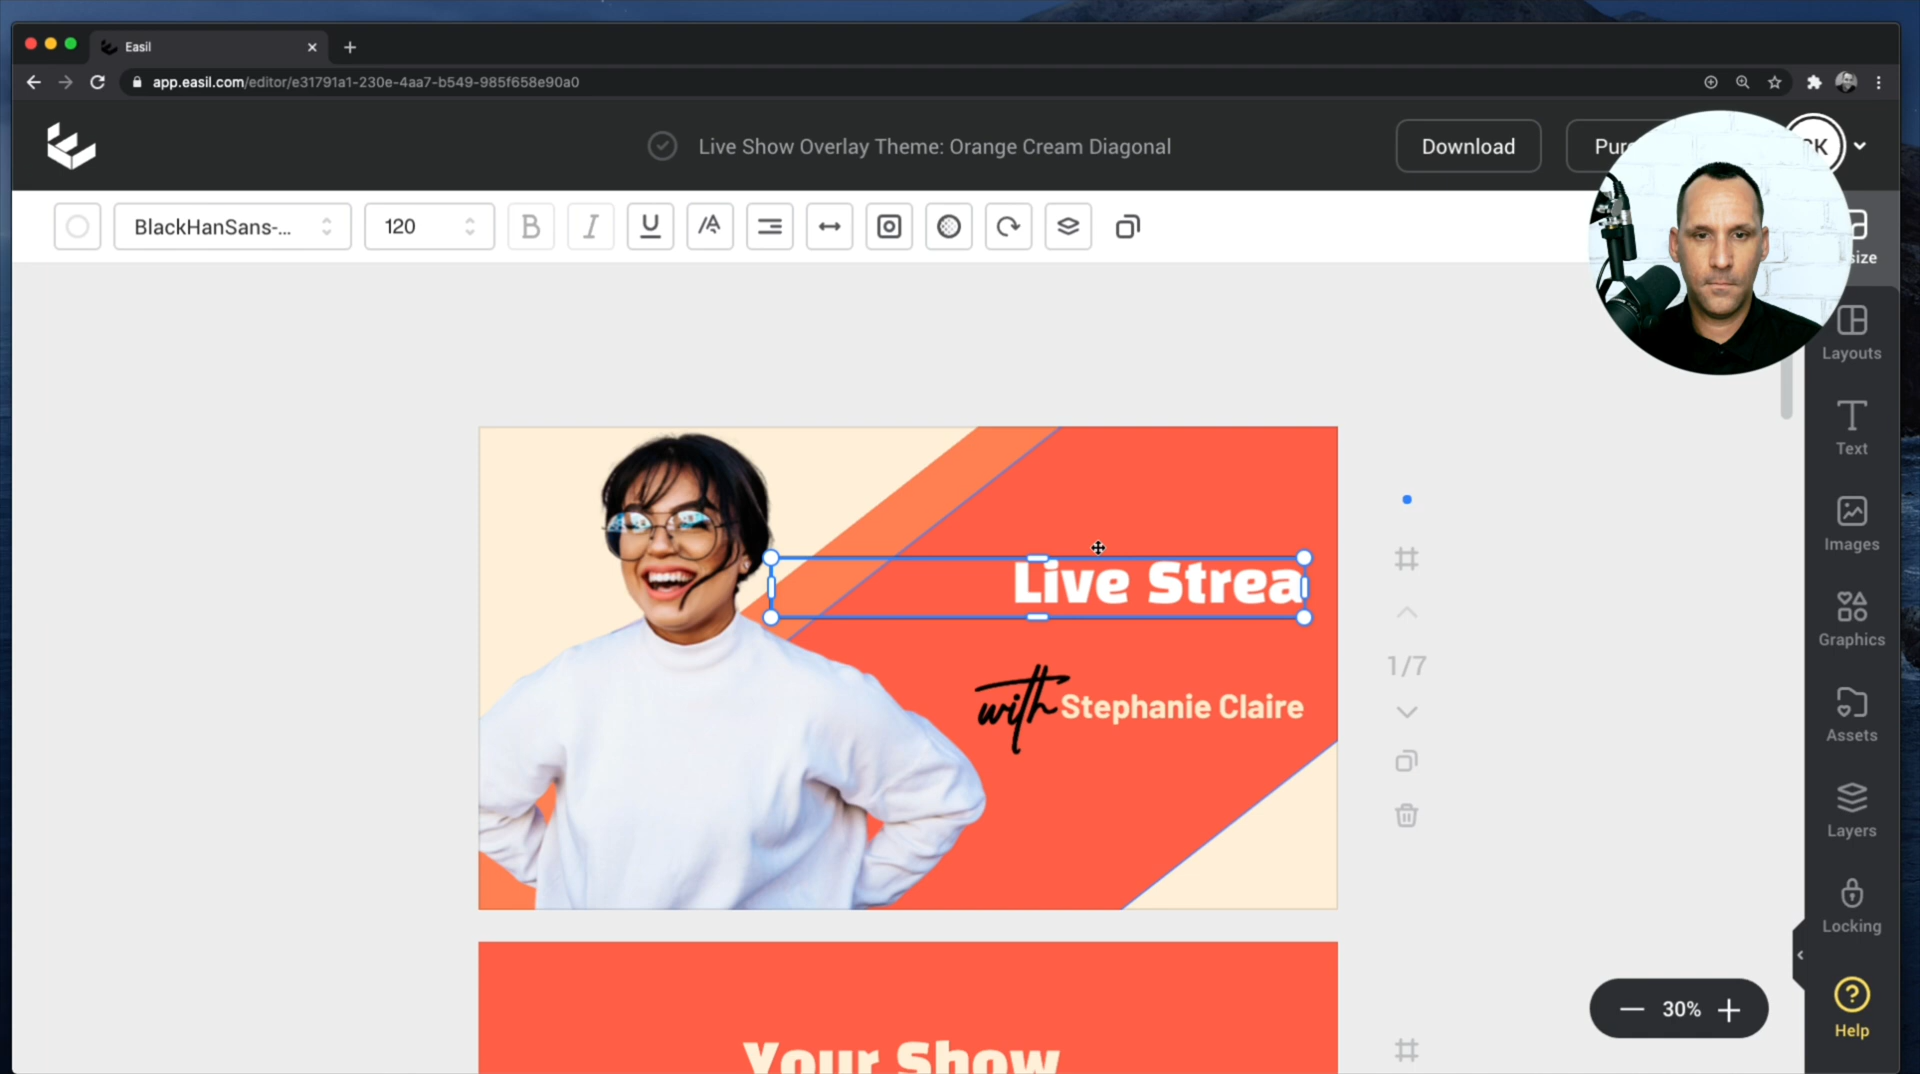 Easil
app.easil.com/editor/e31791a1-230e-4aa7-b549-985f658e90a0
Live Show Overlay Theme: Orange Cream Diagonal
Download
BlackHanSans-...
120
B
I
U
A
Layouts
Text
Images
Graphics
Assets
Layers
Locking
Help
Live Strea
with Stephanie Claire
1/7
Your Show
30%